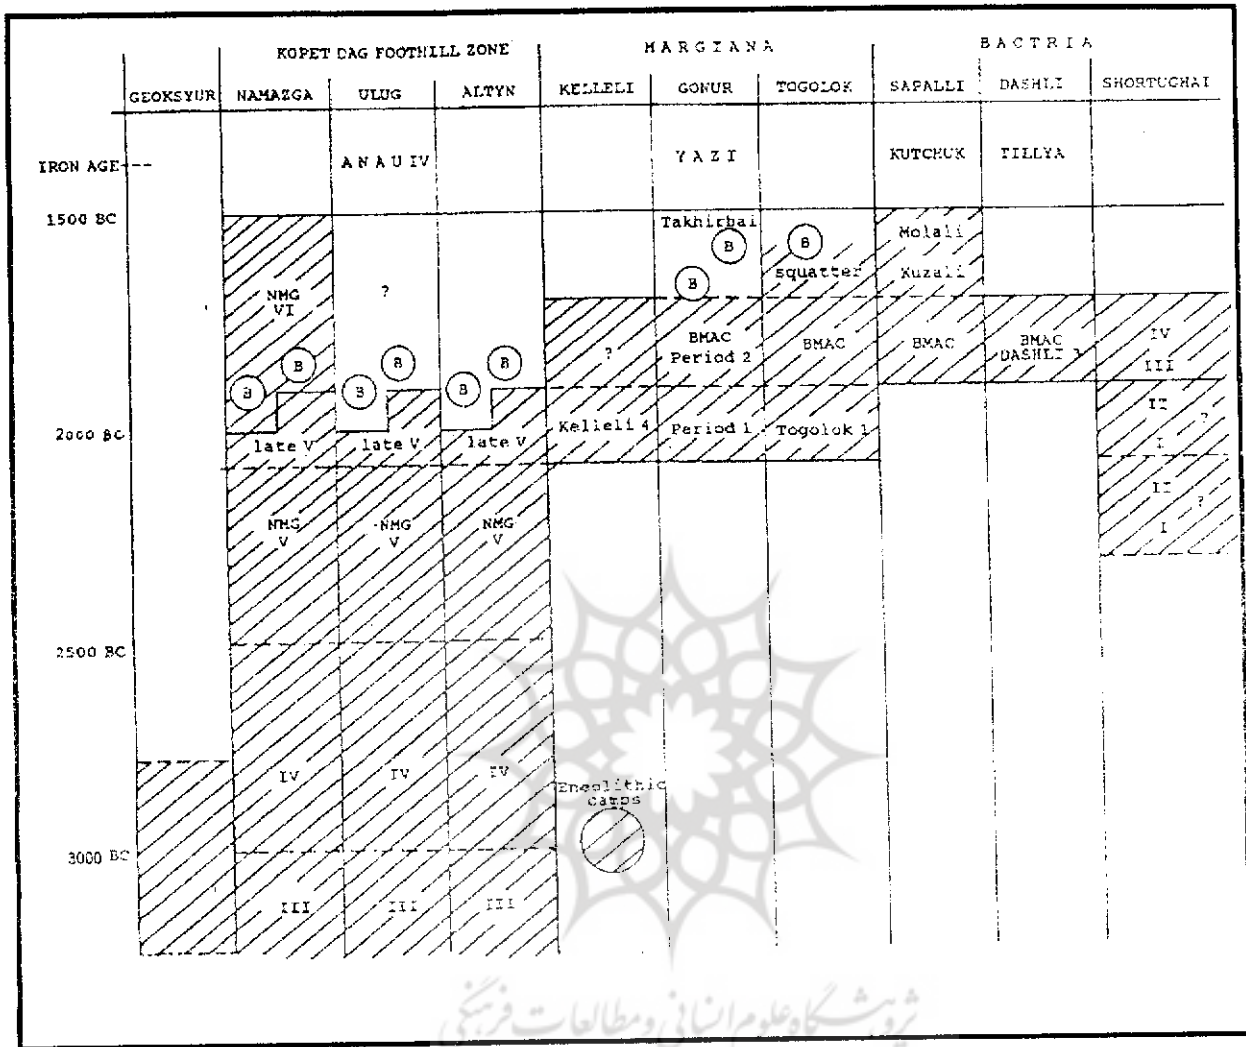 KOPET DAG FOOTHILL ZONE MARGIANA BACTRIA
GEOKSYUR NAMAZGA ULUG ALTYN KELLELI GONUR TOGOLOK SAPALLI DASHLI SHORTUGHAI
IRON AGE ANAU IV YAZI KUTCHUK TILLYA
1500 BC
Takhirbai Molali
B B
squatter Kuzali
B
NMG
VI
?
BMAC
Period 2
?
BMAC
BMAC
BMAC
DASHLI 3
IV
III
B B B
B B B
2000 BC
late V late V late V Kelleli 4 Period 1 Togolok 1
II
?
I
II
?
I
NMG
V
NMG
V
NMG
V
2500 BC
IV IV IV
Eneolithic
camps
3000 BC
III III III
پژوهشگاه علوم انسانی و مطالعات فرهنگی